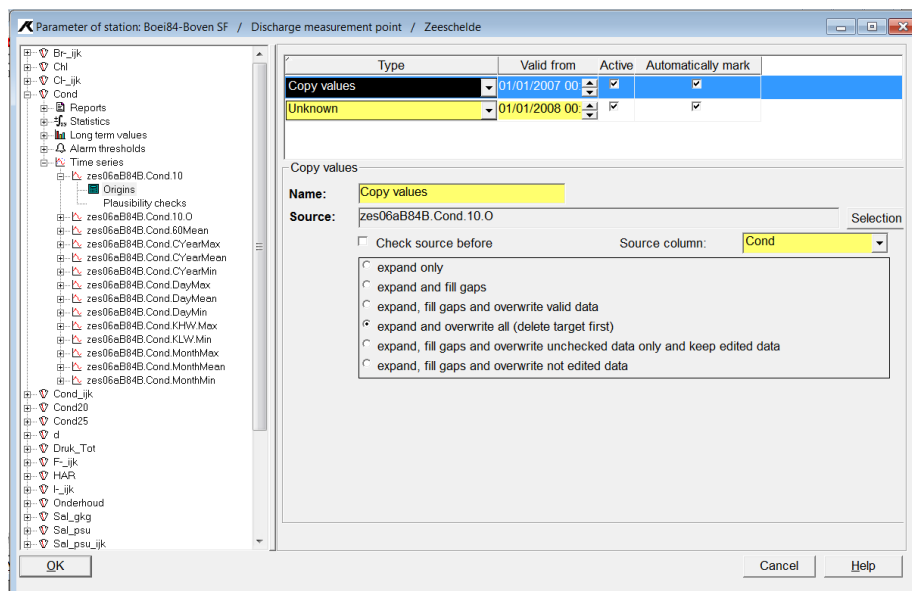 Parameter of station: Boei84-Boven SF / Discharge measurement point / Zeeschelde
Br-_ijk
Chl
Cl-_ijk
Cond
Reports
Statistics
Long term values
Alarm thresholds
Time series
zes06aB84B.Cond.10
Origins
Plausibility checks
zes06aB84B.Cond.10.O
zes06aB84B.Cond.60Mean
zes06aB84B.Cond.CYearMax
zes06aB84B.Cond.CYearMean
zes06aB84B.Cond.CYearMin
zes06aB84B.Cond.DayMax
zes06aB84B.Cond.DayMean
zes06aB84B.Cond.DayMin
zes06aB84B.Cond.KHW.Max
zes06aB84B.Cond.KLW.Min
zes06aB84B.Cond.MonthMax
zes06aB84B.Cond.MonthMean
zes06aB84B.Cond.MonthMin
Cond_ijk
Cond20
Cond25
d
Druk_Tot
F-_ijk
HAR
I-_ijk
Onderhoud
Sal_gkg
Sal_psu
Sal_psu_ijk
Type Valid from Active Automatically mark
Copy values 01/01/2007 00
Unknown 01/01/2008 00:
Copy values
Name: Copy values
Source: zes06aB84B.Cond.10.O Selection
Check source before Source column: Cond
expand only
expand and fill gaps
expand, fill gaps and overwrite valid data
expand and overwrite all (delete target first)
expand, fill gaps and overwrite unchecked data only and keep edited data
expand, fill gaps and overwrite not edited data
OK Cancel Help